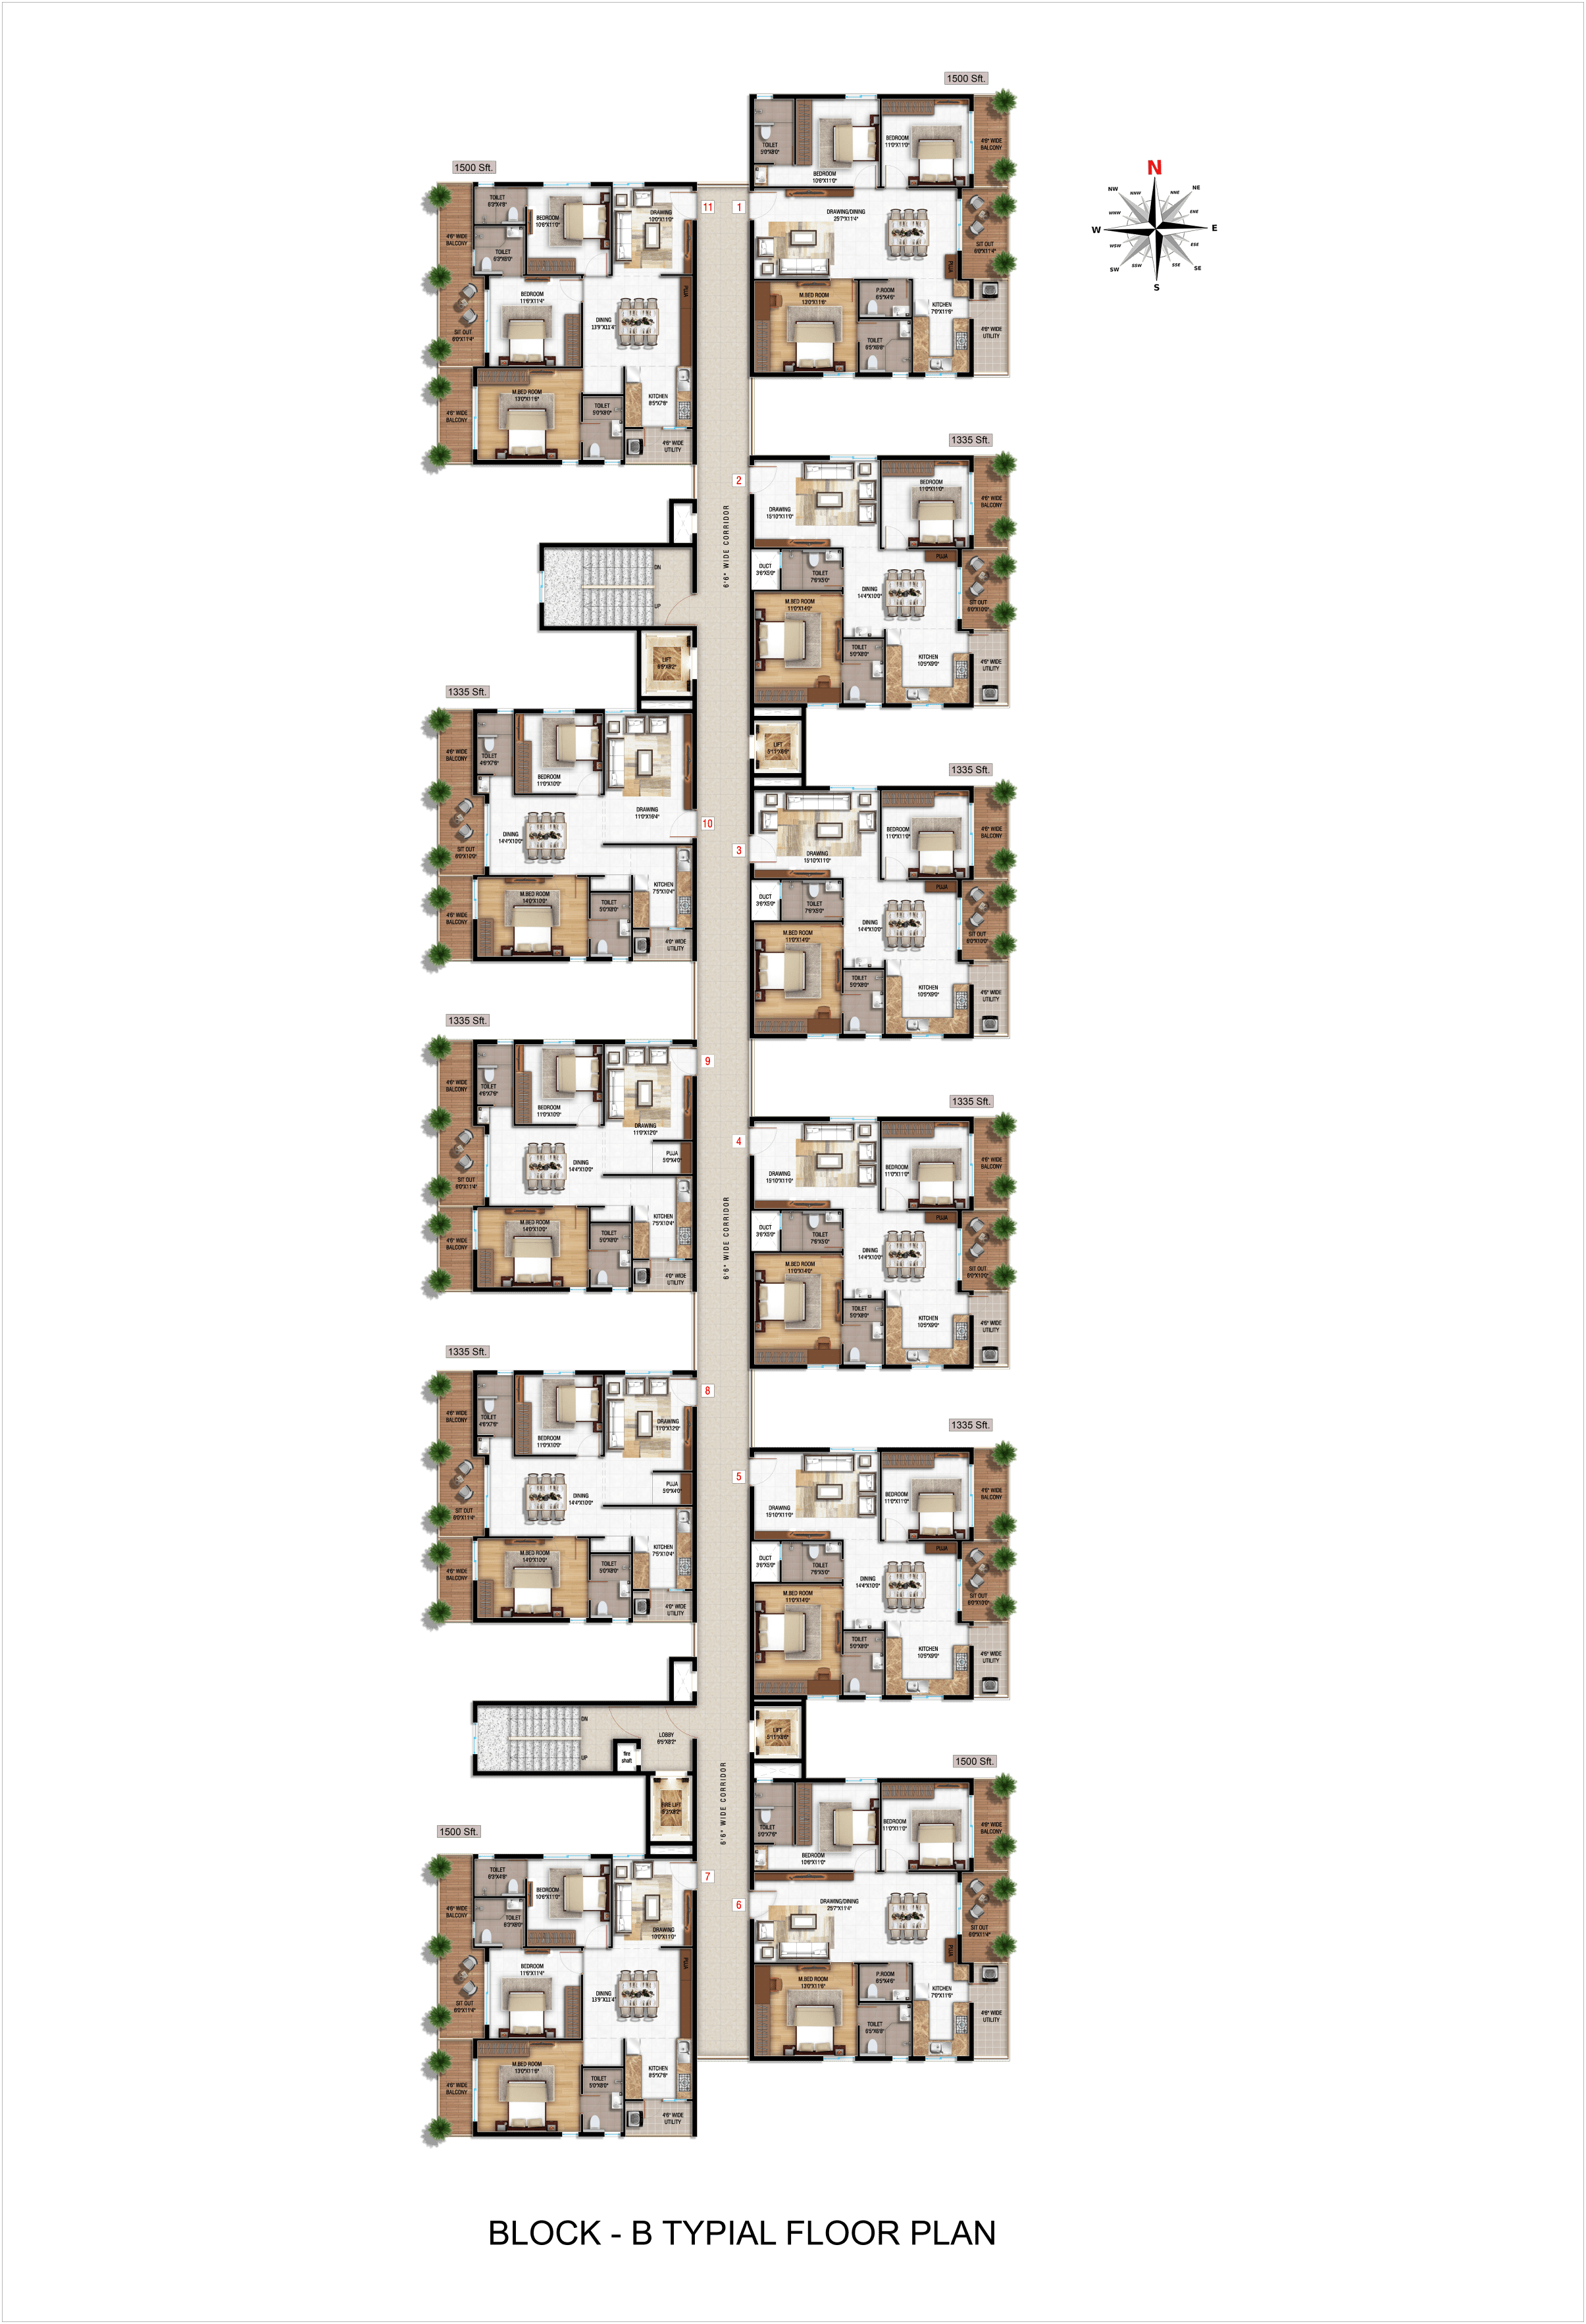 1500 Sft.
TOILET
5'0"X8'0"
BEDROOM
10'6"X11'0"
BEDROOM
11'0"X11'0"
4'6" WIDE
BALCONY
1
DRAWING/DINING
25'7"X11'4"
SIT OUT
6'0"X11'4"
PUJA
M.BED ROOM
13'0"X11'6"
P.ROOM
6'5"X4'6"
TOILET
6'5"X6'8"
KITCHEN
7'0"X11'6"
4'6" WIDE
UTILITY
N
NNE
NE
ENE
E
ESE
SE
SSE
S
SSW
SW
WSW
W
WNW
NW
NNW
1500 Sft.
11
TOILET
6'3"X4'8"
BEDROOM
10'6"X11'0"
DRAWING
10'0"X11'0"
4'6" WIDE
BALCONY
TOILET
6'3"X6'0"
BEDROOM
11'6"X11'4"
PUJA
DINING
13'9"X11'4"
SIT OUT
6'0"X11'4"
M.BED ROOM
13'0"X11'6"
TOILET
5'0"X8'0"
KITCHEN
8'5"X7'6"
4'6" WIDE
BALCONY
4'6" WIDE
UTILITY
6'6" WIDE CORRIDOR
DN
UP
LIFT
1335 Sft.
2
DRAWING
15'10"X11'0"
BEDROOM
11'0"X11'0"
4'6" WIDE
BALCONY
PUJA
DUCT
3'6"X5'0"
TOILET
7'6"X5'0"
DINING
14'4"X10'0"
SIT OUT
6'0"X10'0"
M.BED ROOM
11'0"X14'0"
TOILET
5'0"X8'0"
KITCHEN
10'5"X9'0"
4'6" WIDE
UTILITY
LIFT
1335 Sft.
10
TOILET
4'6"X7'6"
BEDROOM
11'0"X10'0"
DRAWING
11'0"X16'4"
4'6" WIDE
BALCONY
DINING
14'4"X10'0"
SIT OUT
6'0"X10'0"
M.BED ROOM
14'0"X10'0"
TOILET
5'0"X8'0"
KITCHEN
7'5"X10'4"
4'6" WIDE
BALCONY
4'0" WIDE
UTILITY
1335 Sft.
3
DRAWING
15'10"X11'0"
BEDROOM
11'0"X11'0"
4'6" WIDE
BALCONY
PUJA
DUCT
3'6"X5'0"
TOILET
7'6"X5'0"
DINING
14'4"X10'0"
SIT OUT
6'0"X10'0"
M.BED ROOM
11'0"X14'0"
TOILET
5'0"X8'0"
KITCHEN
10'5"X9'0"
4'6" WIDE
UTILITY
1335 Sft.
9
TOILET
4'6"X7'6"
BEDROOM
11'0"X10'0"
DRAWING
11'0"X12'0"
4'6" WIDE
BALCONY
PUJA
5'0"X4'0"
DINING
14'4"X10'0"
SIT OUT
6'0"X11'4"
M.BED ROOM
14'0"X10'0"
TOILET
5'0"X8'0"
KITCHEN
7'5"X10'4"
4'6" WIDE
BALCONY
4'0" WIDE
UTILITY
6'6" WIDE CORRIDOR
1335 Sft.
4
DRAWING
15'10"X11'0"
BEDROOM
11'0"X11'0"
4'6" WIDE
BALCONY
PUJA
DUCT
3'6"X5'0"
TOILET
7'6"X5'0"
DINING
14'4"X10'0"
SIT OUT
6'0"X10'0"
M.BED ROOM
11'0"X14'0"
TOILET
5'0"X8'0"
KITCHEN
10'5"X9'0"
4'6" WIDE
UTILITY
1335 Sft.
8
TOILET
4'6"X7'6"
BEDROOM
11'0"X10'0"
DRAWING
11'0"X12'0"
4'6" WIDE
BALCONY
PUJA
5'0"X4'0"
DINING
14'4"X10'0"
SIT OUT
6'0"X11'4"
M.BED ROOM
14'0"X10'0"
TOILET
5'0"X8'0"
KITCHEN
7'5"X10'4"
4'6" WIDE
BALCONY
4'0" WIDE
UTILITY
1335 Sft.
5
DRAWING
15'10"X11'0"
BEDROOM
11'0"X11'0"
4'6" WIDE
BALCONY
PUJA
DUCT
3'6"X5'0"
TOILET
7'6"X5'0"
DINING
14'4"X10'0"
SIT OUT
6'0"X10'0"
M.BED ROOM
11'0"X14'0"
TOILET
5'0"X8'0"
KITCHEN
10'5"X9'0"
4'6" WIDE
UTILITY
LIFT
DN
UP
LOBBY
6'5"X8'2"
fire
shaft
FIRE LIFT
6'6" WIDE CORRIDOR
1500 Sft.
TOILET
5'0"X7'6"
BEDROOM
10'6"X11'0"
BEDROOM
11'0"X11'0"
4'6" WIDE
BALCONY
6
DRAWING/DINING
25'7"X11'4"
SIT OUT
6'0"X11'4"
PUJA
M.BED ROOM
13'0"X11'6"
P.ROOM
6'5"X4'6"
TOILET
6'5"X6'8"
KITCHEN
7'0"X11'6"
4'6" WIDE
UTILITY
1500 Sft.
7
TOILET
6'3"X4'8"
BEDROOM
10'6"X11'0"
DRAWING
10'0"X11'0"
4'6" WIDE
BALCONY
TOILET
6'3"X6'0"
BEDROOM
11'6"X11'4"
PUJA
DINING
13'9"X11'4"
SIT OUT
6'0"X11'4"
M.BED ROOM
13'0"X11'6"
TOILET
5'0"X8'0"
KITCHEN
8'5"X7'6"
4'6" WIDE
BALCONY
4'6" WIDE
UTILITY
BLOCK - B TYPIAL FLOOR PLAN